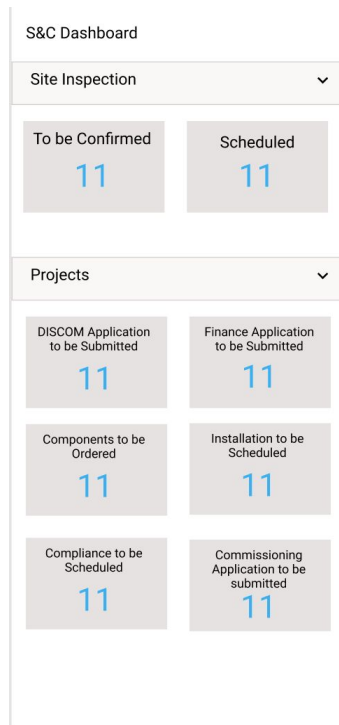 S&C Dashboard
Site Inspection
To be Confirmed
11
Scheduled
11
Projects
DISCOM Application
to be Submitted
11
Finance Application
to be Submitted
11
Components to be
Ordered
11
Installation to be
Scheduled
11
Compliance to be
Scheduled
11
Commissioning
Application to be
submitted
11